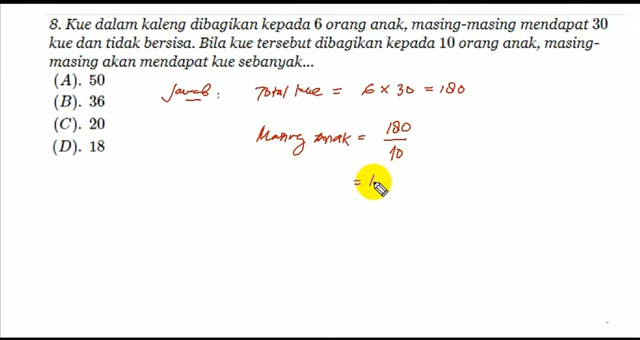 8. Kue dalam kaleng dibagikan kepada 6 orang anak, masing-masing mendapat 30
kue dan tidak bersisa. Bila kue tersebut dibagikan kepada 10 orang anak, masing-
masing akan mendapat kue sebanyak...
(A). 50
(B). 36
(C). 20
(D). 18
Jawab : Total kue = 6 × 30 = 180
Masing anak = 180
10
= 1